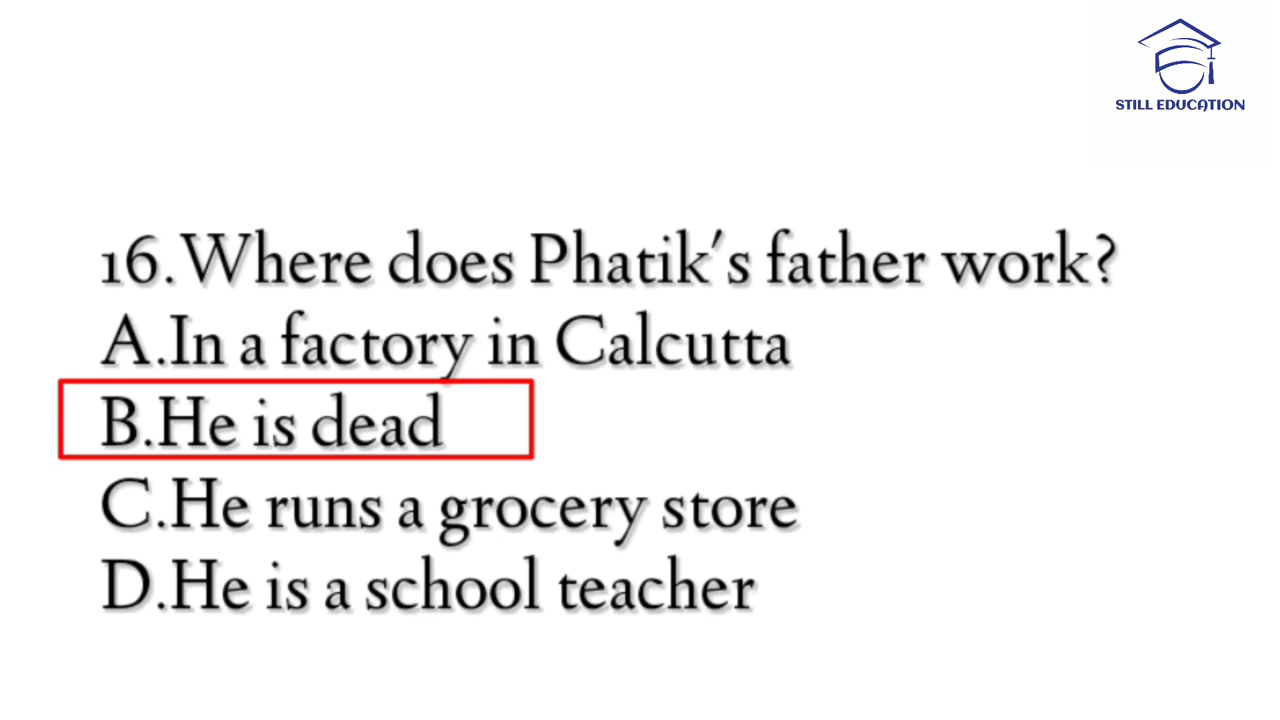 STILL EDUCATION
16.Where does Phatik's father work?
A.In a factory in Calcutta
B.He is dead
C.He runs a grocery store
D.He is a school teacher